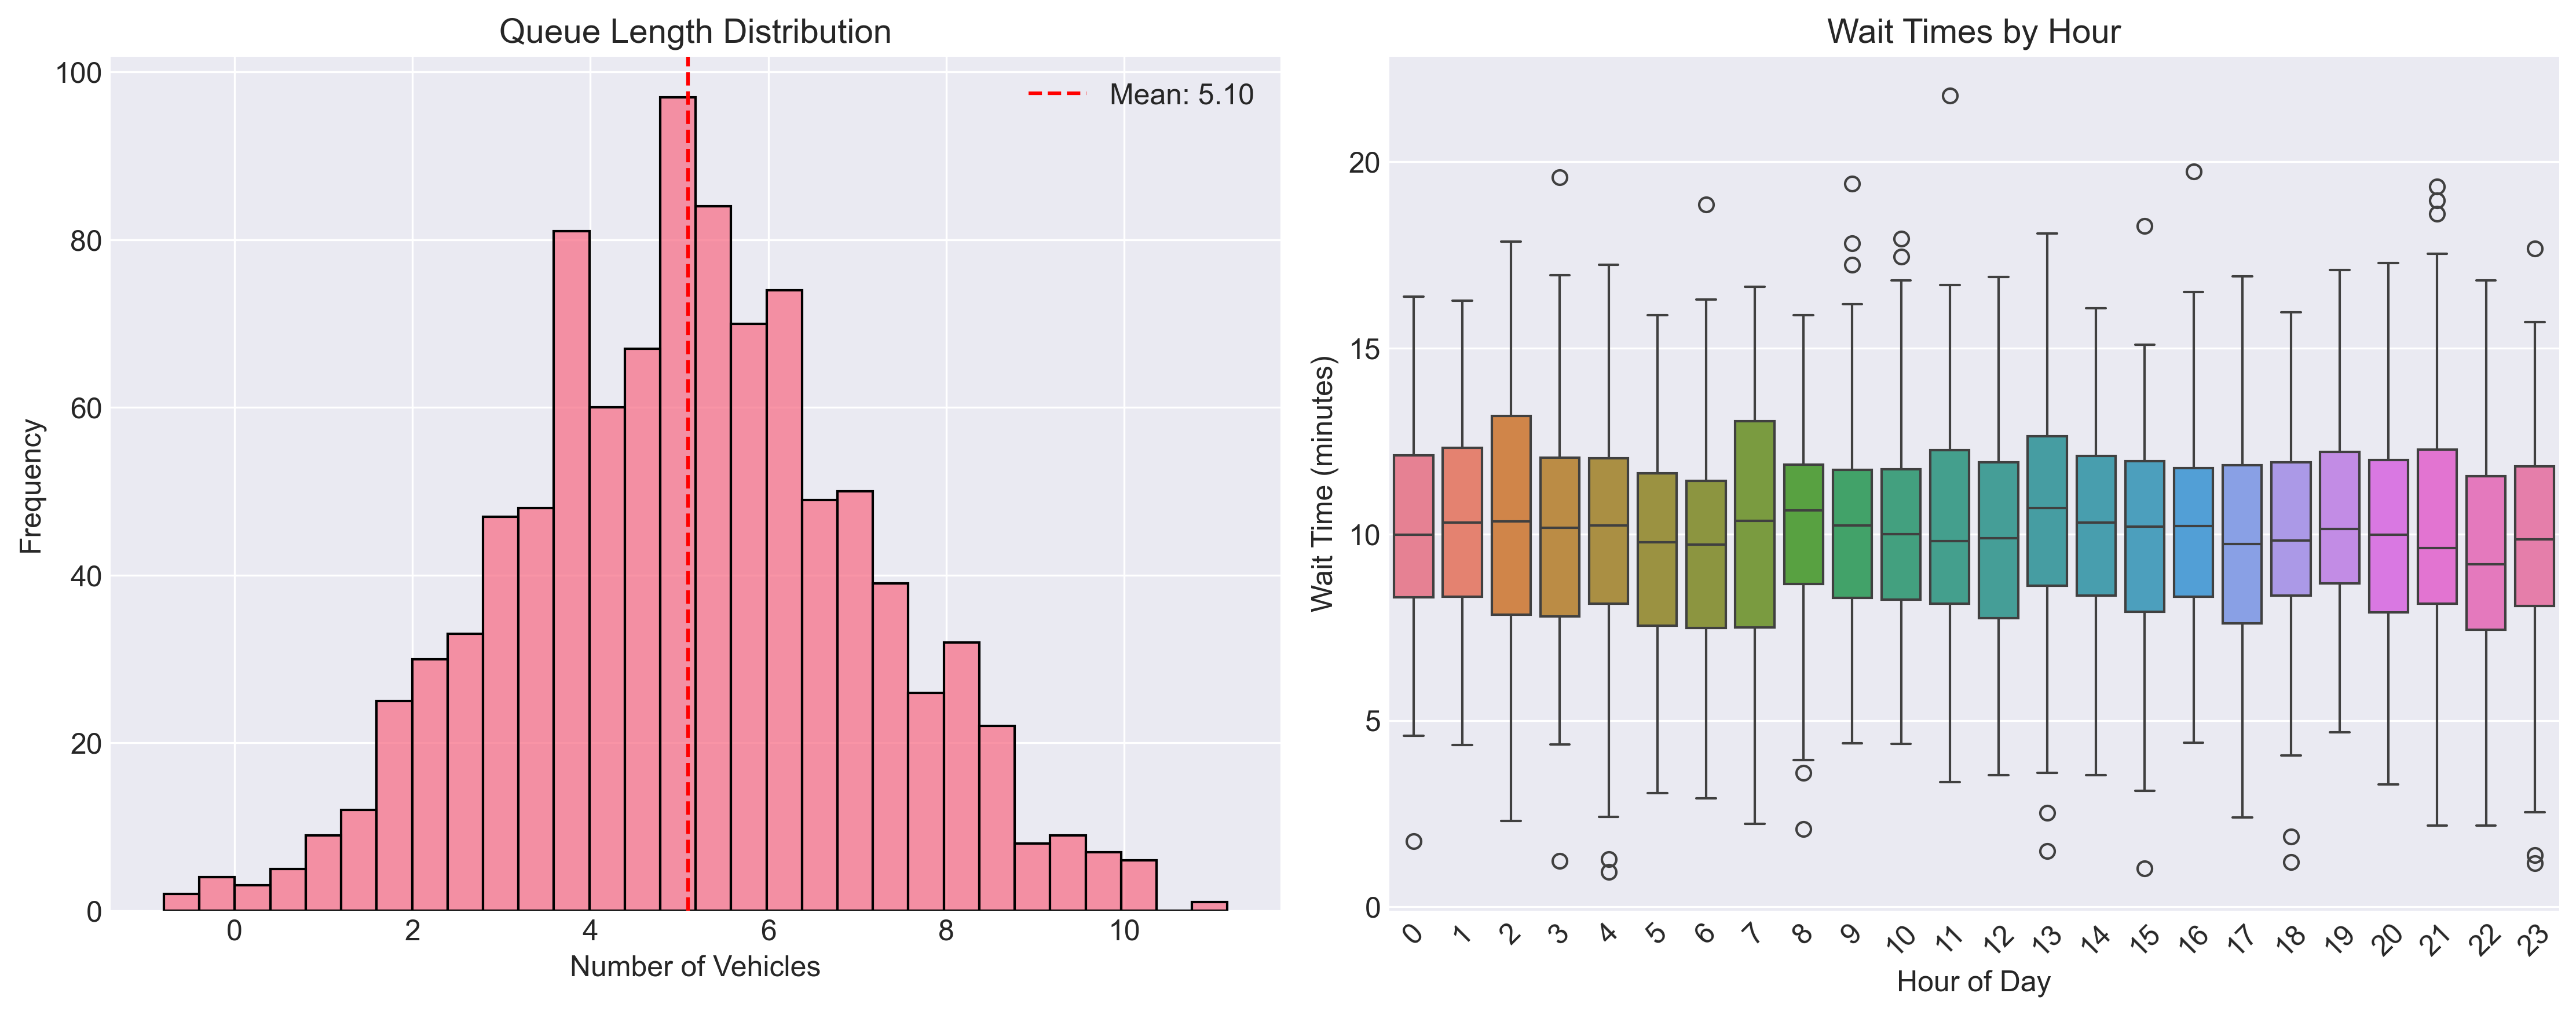 Queue Length Distribution
100
80
60
40
20
0
Frequency
Mean: 5.10
0 2 4 6 8 10
Number of Vehicles
Wait Times by Hour
20
15
10
5
0
Wait Time (minutes)
0 1 2 3 4 5 6 7 8 9 10 11 12 13 14 15 16 17 18 19 20 21 22 23
Hour of Day